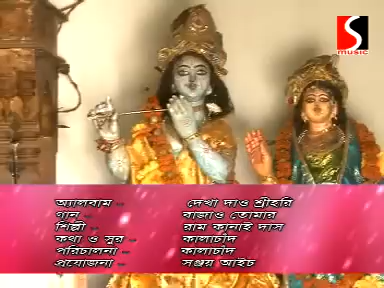 S
music
অ্যালবাম - দেখা দাও শ্রীহরি
গান - বাজাও তোমার
শিল্পী - রাম কানাই দাস
কথা ও সুর - কালাচাঁদ
পরিচালনা - কালাচাঁদ
প্রযোজনা - সঞ্জয় আইচ